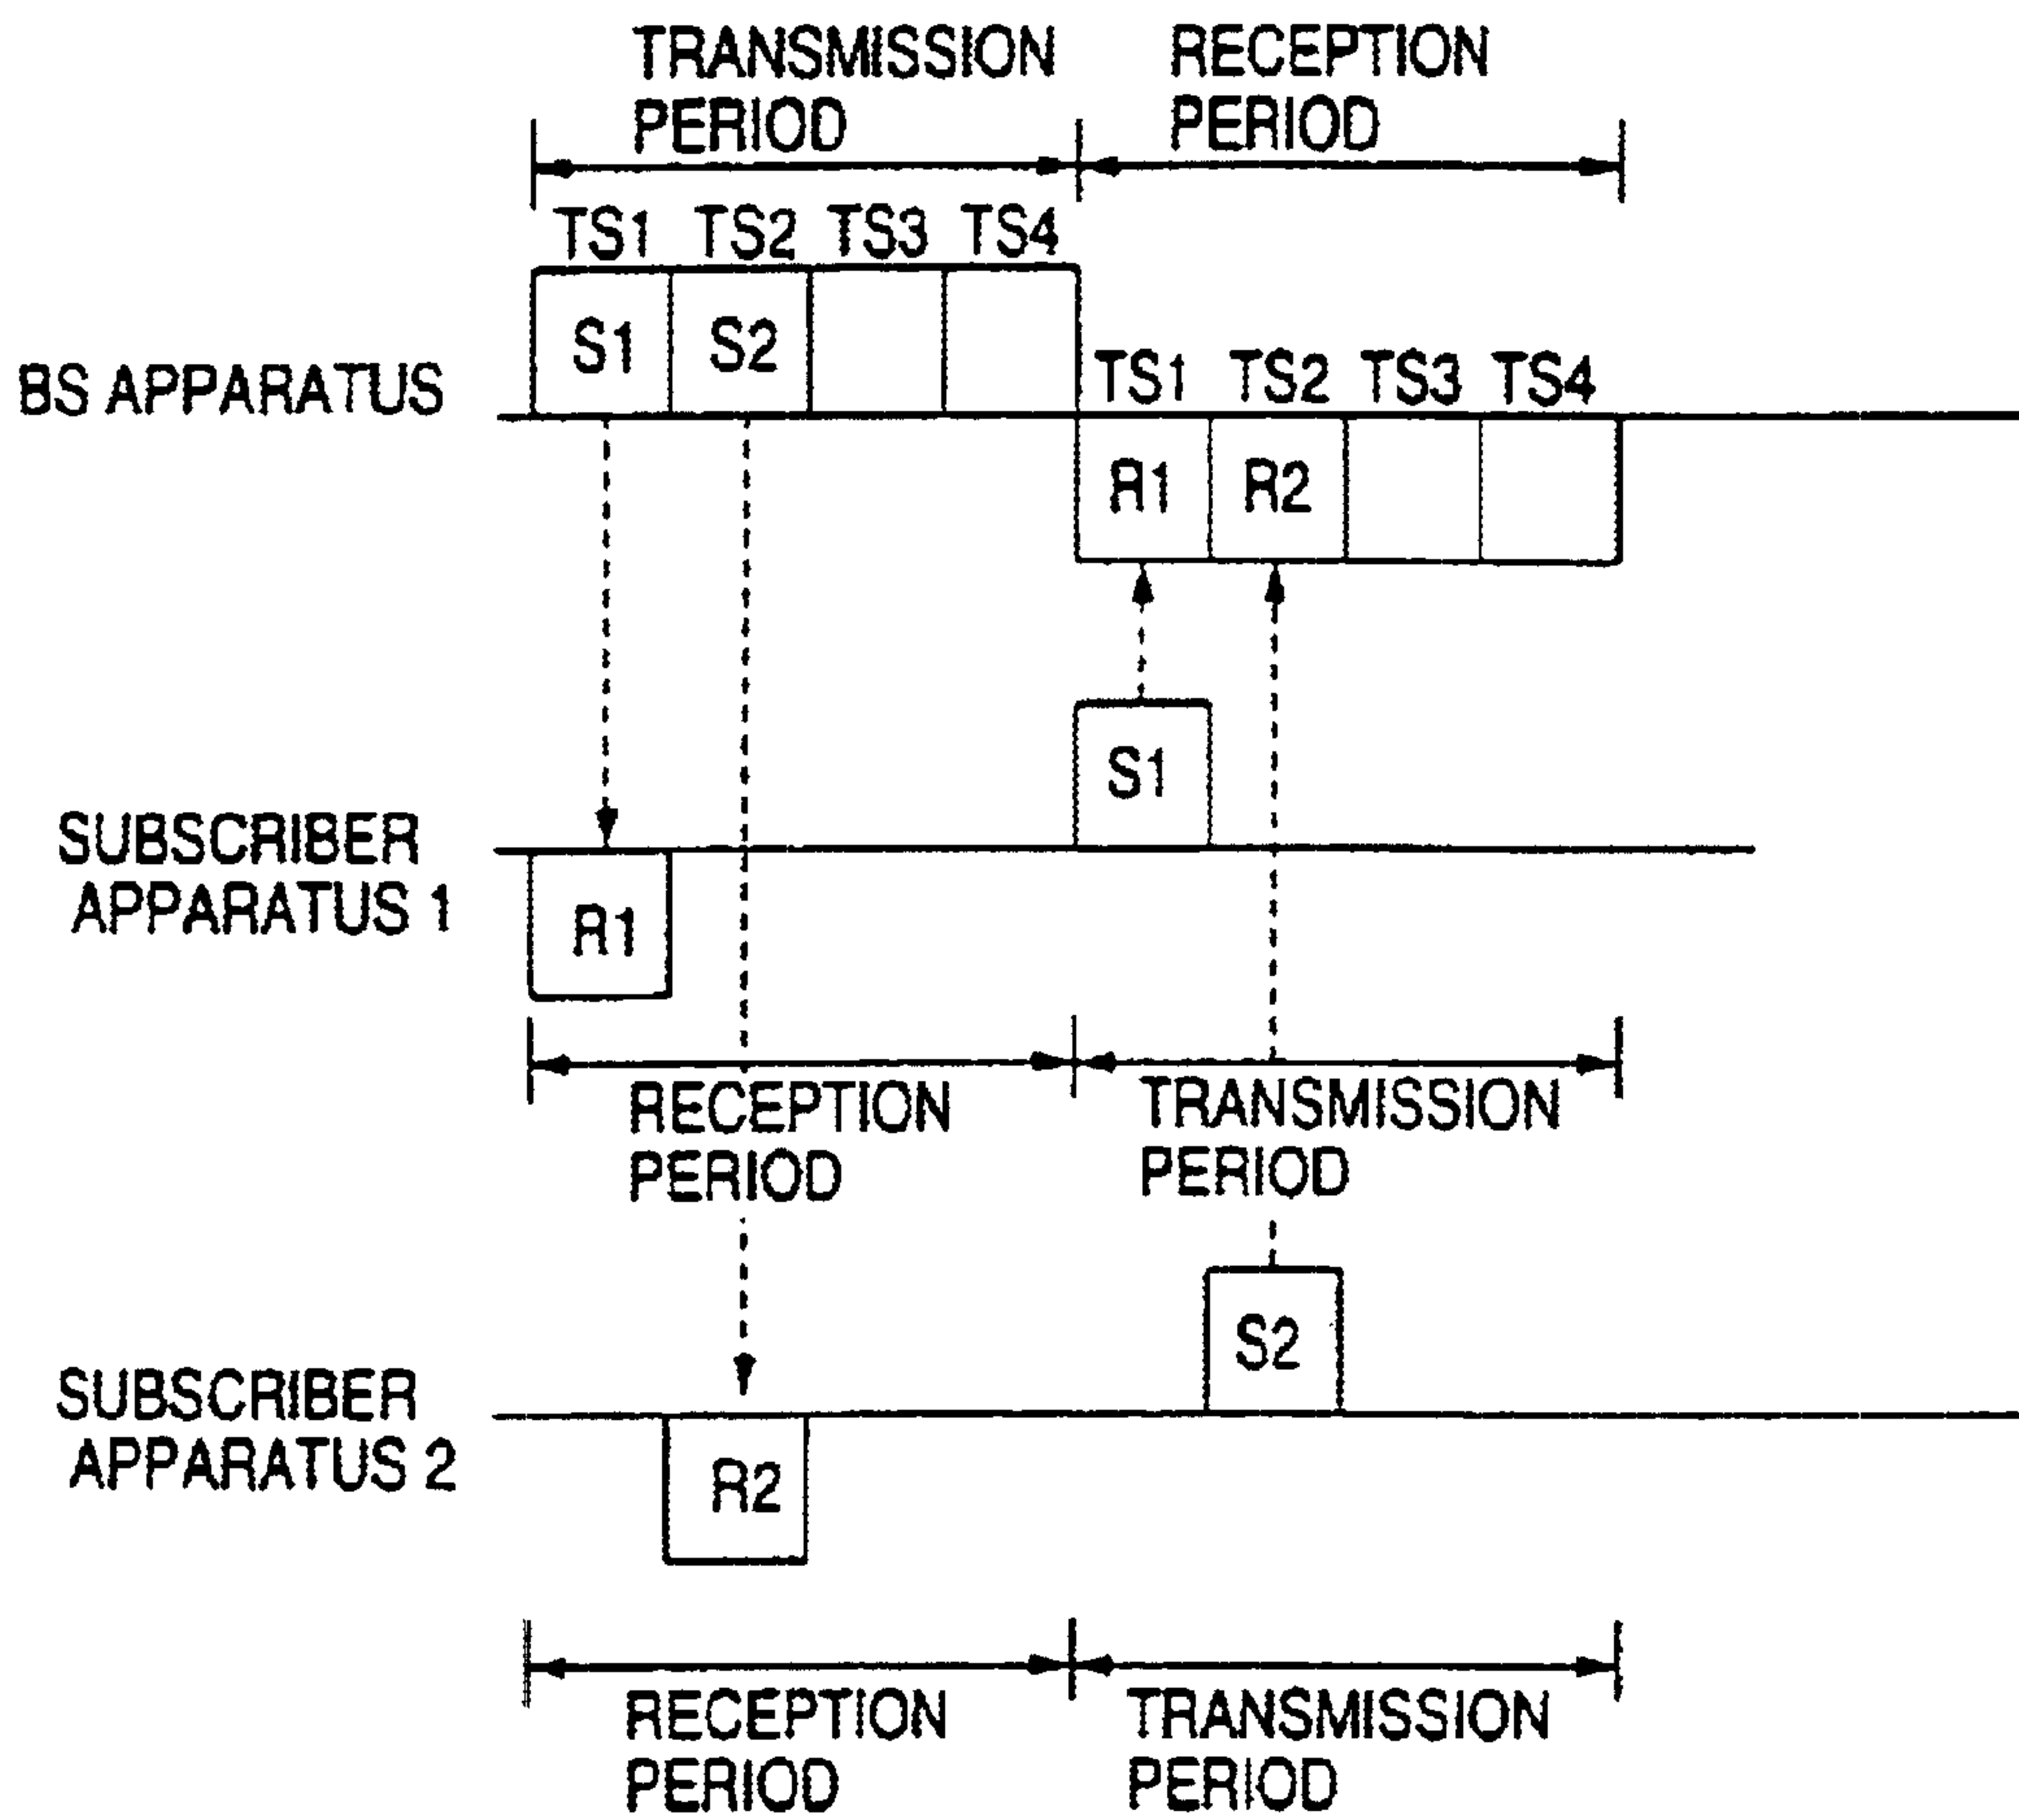 TRANSMISSION PERIOD
RECEPTION PERIOD
TS1 TS2 TS3 TS4
S1 S2
BS APPARATUS
TS1 TS2 TS3 TS4
R1 R2
S1
SUBSCRIBER APPARATUS 1
R1
RECEPTION PERIOD
TRANSMISSION PERIOD
S2
SUBSCRIBER APPARATUS 2
R2
RECEPTION PERIOD
TRANSMISSION PERIOD